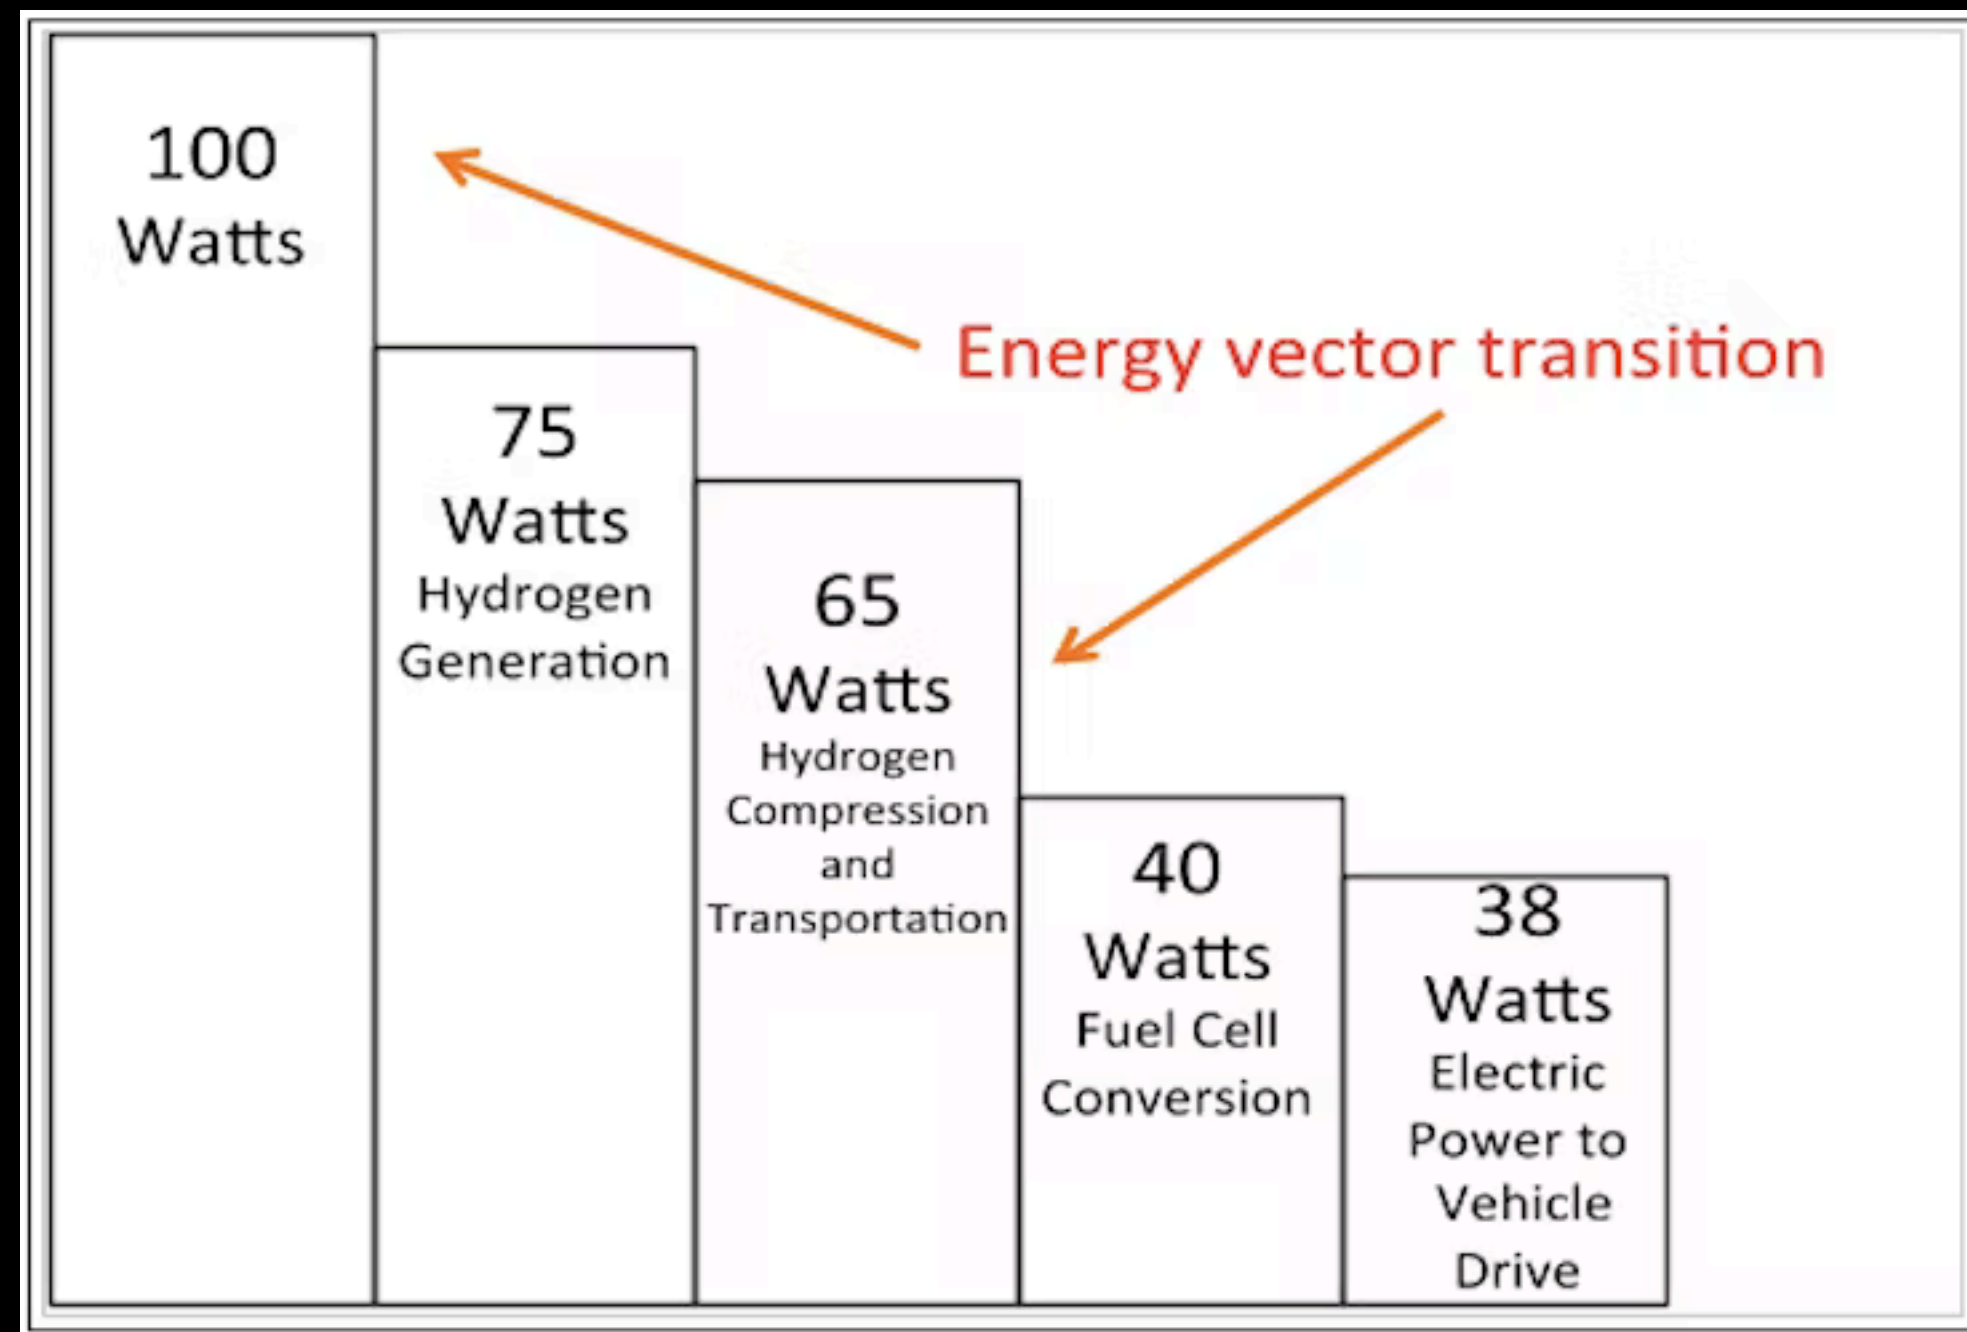 100
Watts
Energy vector transition
75
Watts
Hydrogen
Generation
65
Watts
Hydrogen
Compression
and
Transportation
40
Watts
Fuel Cell
Conversion
38
Watts
Electric
Power to
Vehicle
Drive